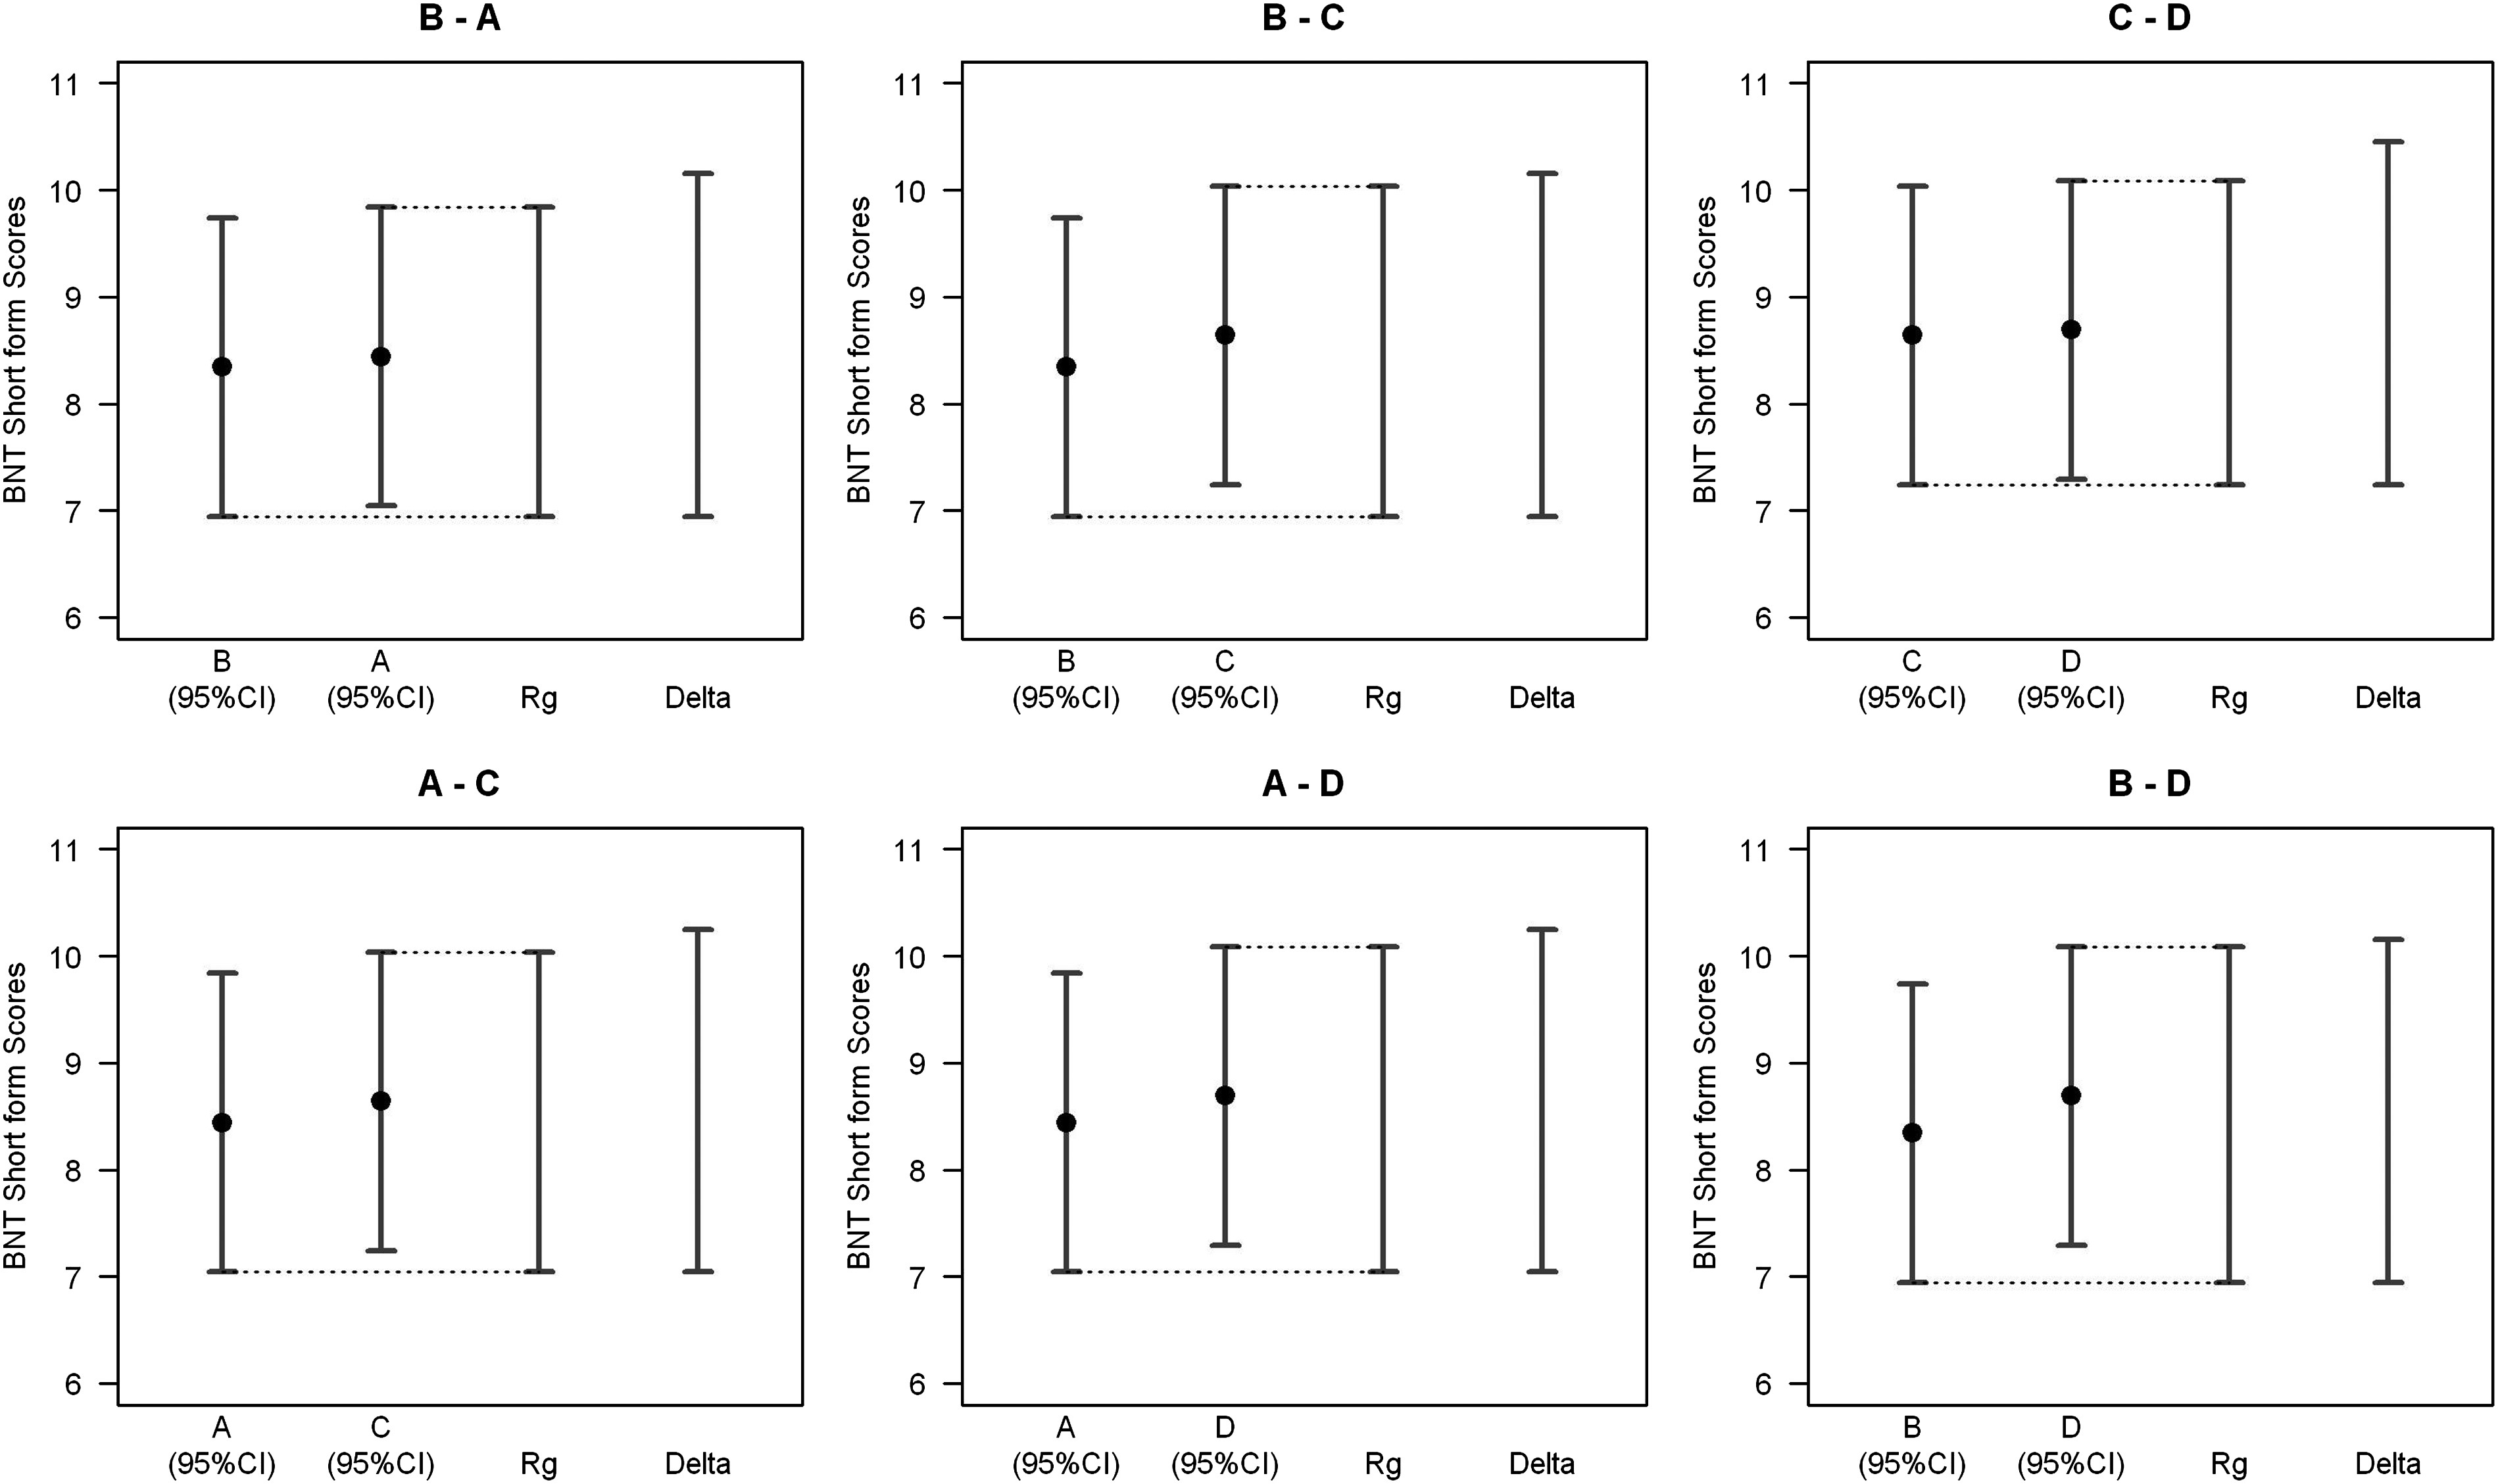 B - A
BNT Short form Scores
11
10
9
8
7
6
B
(95%CI)
A
(95%CI)
Rg
Delta
B - C
BNT Short form Scores
11
10
9
8
7
6
B
(95%CI)
C
(95%CI)
Rg
Delta
C - D
BNT Short form Scores
11
10
9
8
7
6
C
(95%CI)
D
(95%CI)
Rg
Delta
A - C
BNT Short form Scores
11
10
9
8
7
6
A
(95%CI)
C
(95%CI)
Rg
Delta
A - D
BNT Short form Scores
11
10
9
8
7
6
A
(95%CI)
D
(95%CI)
Rg
Delta
B - D
BNT Short form Scores
11
10
9
8
7
6
B
(95%CI)
D
(95%CI)
Rg
Delta